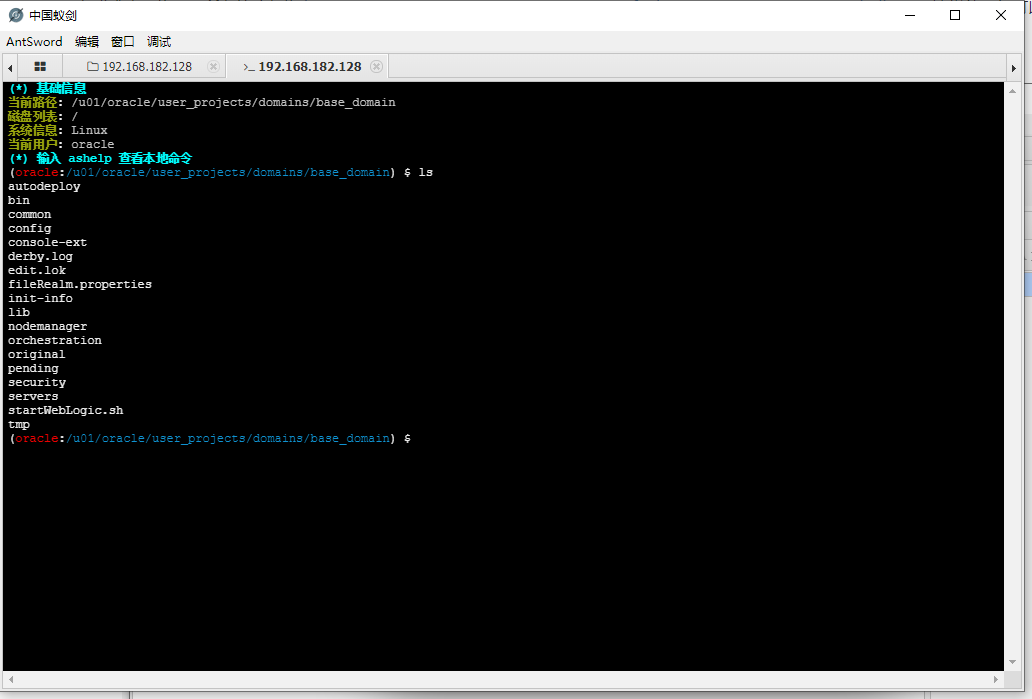 中国蚁剑
AntSword 编辑 窗口 调试
192.168.182.128 >_ 192.168.182.128
(*) 基础信息
当前路径: /u01/oracle/user_projects/domains/base_domain
磁盘列表: /
系统信息: Linux
当前用户: oracle
(*) 输入 ashelp 查看本地命令
(oracle:/u01/oracle/user_projects/domains/base_domain) $ ls
autodeploy
bin
common
config
console-ext
derby.log
edit.lok
fileRealm.properties
init-info
lib
nodemanager
orchestration
original
pending
security
servers
startWebLogic.sh
tmp
(oracle:/u01/oracle/user_projects/domains/base_domain) $